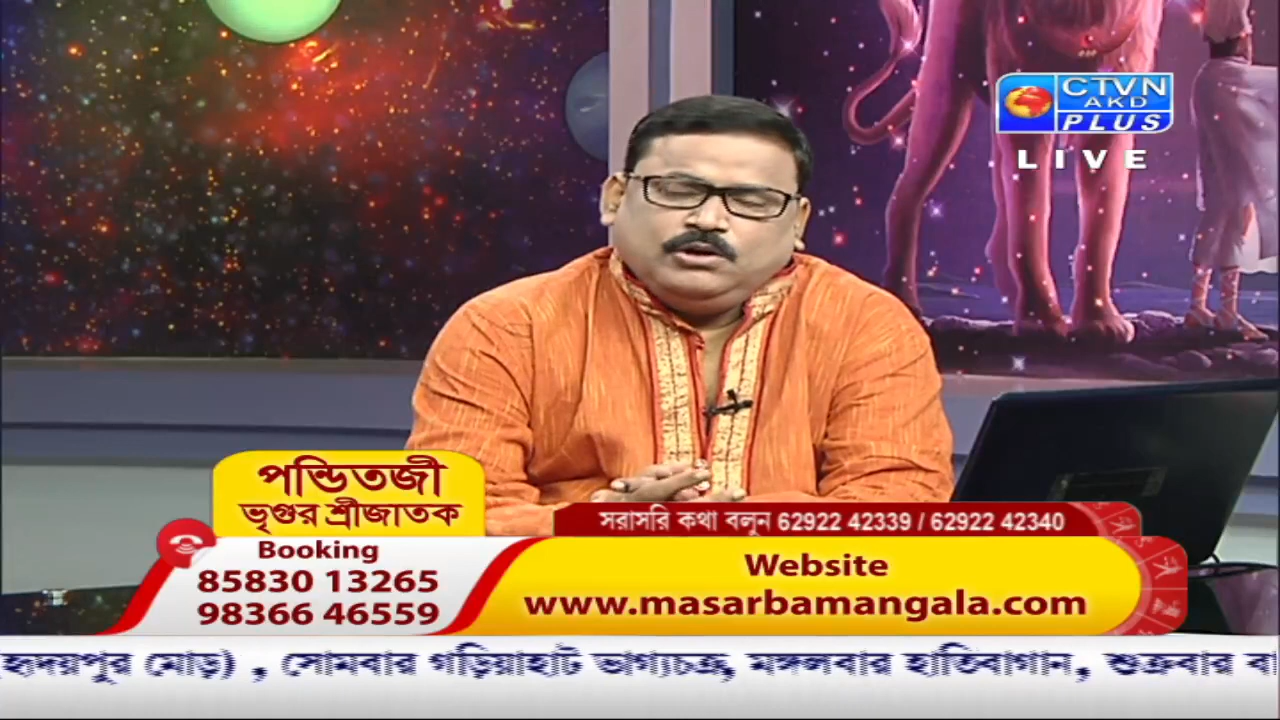 CTVN
AKD
PLUS
LIVE
পন্ডিতজী
ভৃগুর শ্রীজাতক
সরাসরি কথা বলুন 62922 42339 / 62922 42340
Booking
85830 13265
98366 46559
Website
www.masarbamangala.com
হৃদয়পুর মোড়) , সোমবার গড়িয়াহাট ভাগ্যচক্র, মঙ্গলবার হাতিবাগান, শুক্রবার বা